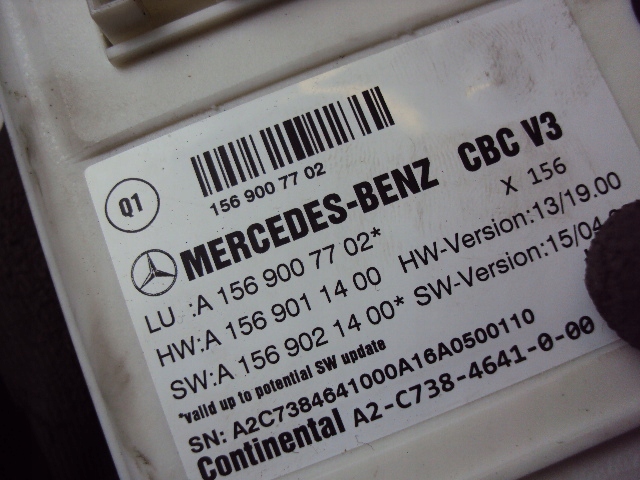 156 900 77 02
Q1
MERCEDES-BENZ CBC V3
X 156
LU :A 156 900 77 02*
HW:A 156 901 14 00 HW-Version:13/19.00
SW:A 156 902 14 00* SW-Version:15/04.
*valid up to potential SW update
SN: A2C7384641000A16A0500110
Continental A2-C738-4641-0-00